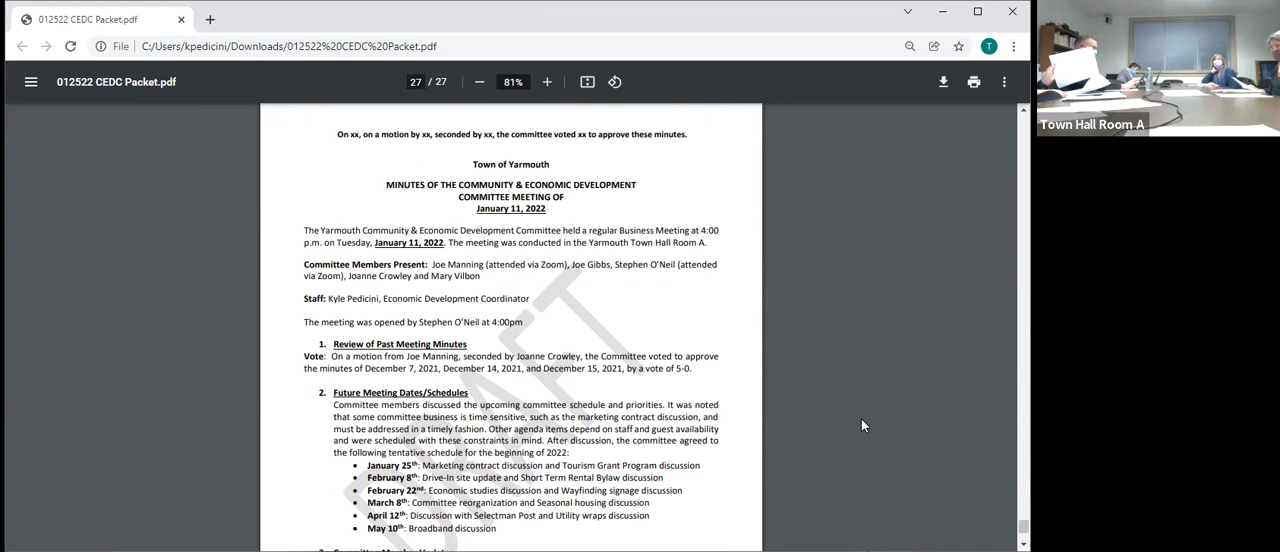 012522 CEDC Packet.pdf
File
C:/Users/kpedicini/Downloads/012522%20CEDC%20Packet.pdf
T
012522 CEDC Packet.pdf
27 / 27
81%
On xx, on a motion by xx, seconded by xx, the committee voted xx to approve these minutes.
Town of Yarmouth
MINUTES OF THE COMMUNITY & ECONOMIC DEVELOPMENT
COMMITTEE MEETING OF
January 11, 2022
The Yarmouth Community & Economic Development Committee held a regular Business Meeting at 4:00
p.m. on Tuesday, January 11, 2022. The meeting was conducted in the Yarmouth Town Hall Room A.
Committee Members Present: Joe Manning (attended via Zoom), Joe Gibbs, Stephen O'Neil (attended
via Zoom), Joanne Crowley and Mary Vilbon
Staff: Kyle Pedicini, Economic Development Coordinator
The meeting was opened by Stephen O'Neil at 4:00pm
1. Review of Past Meeting Minutes
Vote: On a motion from Joe Manning, seconded by Joanne Crowley, the Committee voted to approve
the minutes of December 7, 2021, December 14, 2021, and December 15, 2021, by a vote of 5-0.
2. Future Meeting Dates/Schedules
Committee members discussed the upcoming committee schedule and priorities. It was noted
that some committee business is time sensitive, such as the marketing contract discussion, and
must be addressed in a timely fashion. Other agenda items depend on staff and guest availability
and were scheduled with these constraints in mind. After discussion, the committee agreed to
the following tentative schedule for the beginning of 2022:
• January 25th: Marketing contract discussion and Tourism Grant Program discussion
• February 8th: Drive-In site update and Short Term Rental Bylaw discussion
• February 22nd: Economic studies discussion and Wayfinding signage discussion
• March 8th: Committee reorganization and Seasonal housing discussion
• April 12th: Discussion with Selectman Post and Utility wraps discussion
• May 10th: Broadband discussion
DRAFT
Town Hall Room A